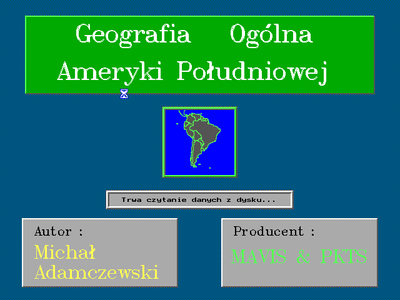 Geografia Ogólna
Ameryki Południowej
Trwa czytanie danych z dysku...
Autor :
Michał
Adamczewski
Producent :
MAVIS & PKTS